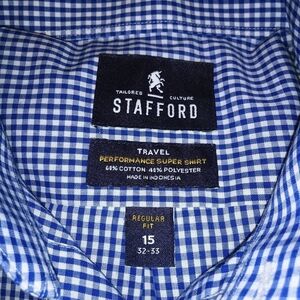 TAILORED CULTURE
STAFFORD
TRAVEL
PERFORMANCE SUPER SHIRT
60% COTTON 40% POLYESTER
MADE IN INDONESIA
REGULAR
FIT
15
32-33